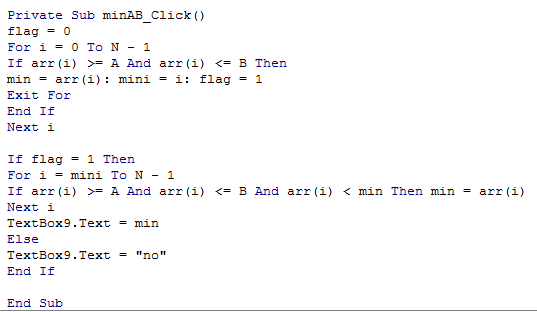 Private Sub minAB_Click()
flag = 0
For i = 0 To N - 1
If arr(i) >= A And arr(i) <= B Then
min = arr(i): mini = i: flag = 1
Exit For
End If
Next i
If flag = 1 Then
For i = mini To N - 1
If arr(i) >= A And arr(i) <= B And arr(i) < min Then min = arr(i)
Next i
TextBox9.Text = min
Else
TextBox9.Text = "no"
End If
End Sub